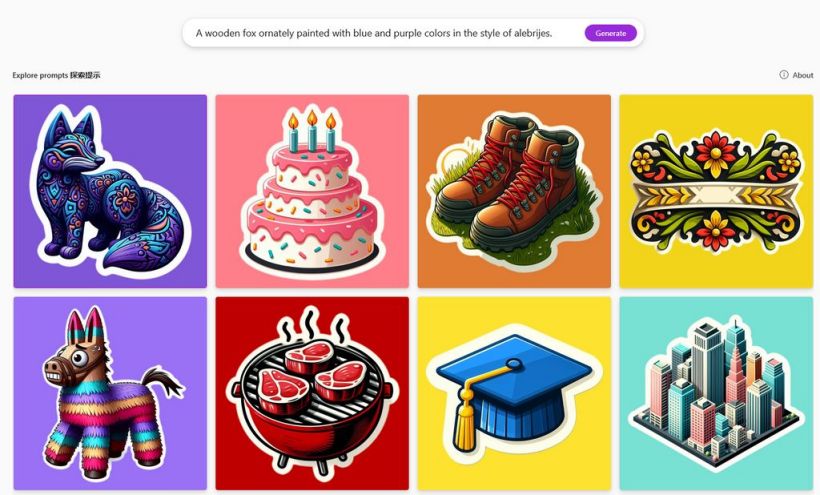 A wooden fox ornately painted with blue and purple colors in the style of alebrijes.
Generate
Explore prompts 探索提示
About